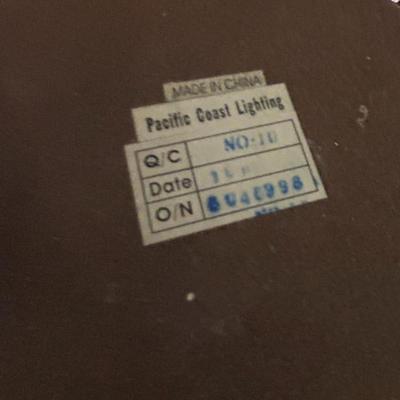 MADE IN CHINA
Pacific Coast Lighting
Q/C NO:10
Date
O/N